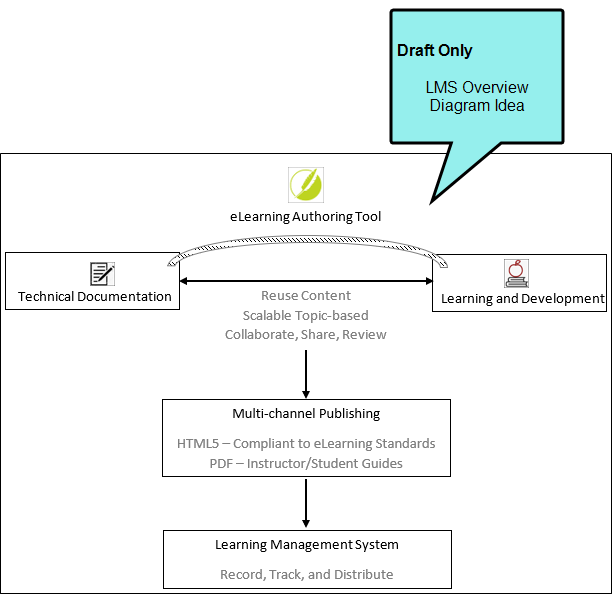 Draft Only
LMS Overview
Diagram Idea
eLearning Authoring Tool
Technical Documentation
Learning and Development
Reuse Content
Scalable Topic-based
Collaborate, Share, Review
Multi-channel Publishing
HTML5 – Compliant to eLearning Standards
PDF – Instructor/Student Guides
Learning Management System
Record, Track, and Distribute